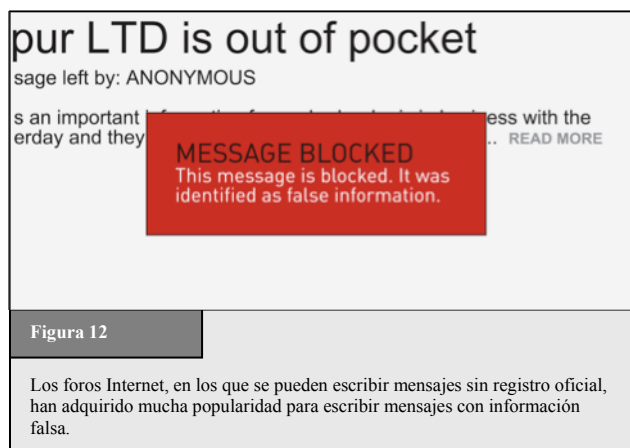 pur LTD is out of pocket
sage left by: ANONYMOUS
s an important ess with the
erday and they .. READ MORE
MESSAGE BLOCKED
This message is blocked. It was
identified as false information.
Figura 12
Los foros Internet, en los que se pueden escribir mensajes sin registro oficial,
han adquirido mucha popularidad para escribir mensajes con información
falsa.